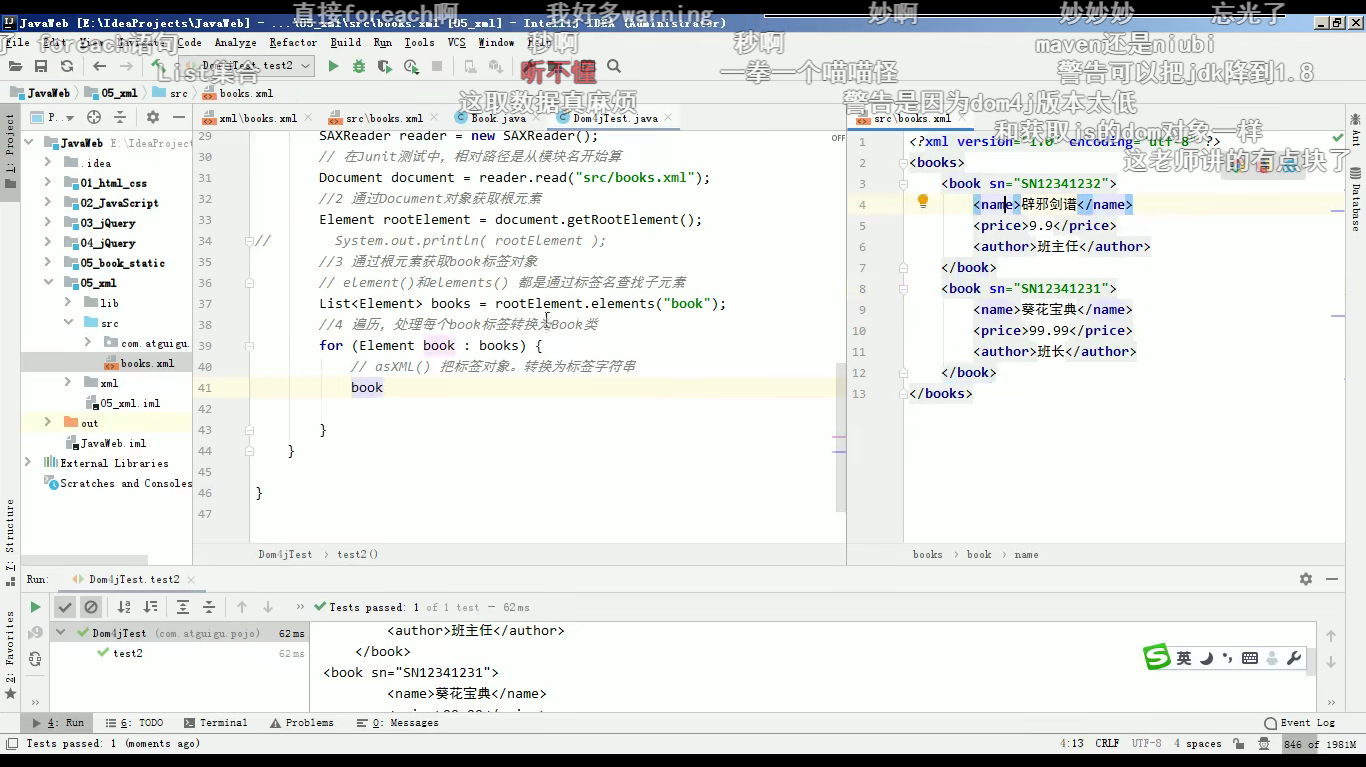 直接foreach啊 我好多warning 妙啊 妙妙妙 忘光了
JavaWeb [E:\IdeaProjects\JavaWeb] - ...\05_xml\src\books.xml [05_xml] - IntelliJ IDEA (Administrator)
foreach语句 秒啊 秒啊 maven还是niubi
File Edit View Navigate Code Analyze Refactor Build Run Tools VCS Window Help
Dom4jTest.test2
List集合 听不懂 一拳一个喵喵怪 警告可以把jdk降到1.8
JavaWeb 05_xml src books.xml
这取数据真麻烦 警告是因为dom4j版本太低
P.. xml\books.xml src\books.xml Book.java Dom4jTest.java src\books.xml
和获取js的dom对象一样
这老师讲的有点块了
1: Project
JavaWeb E:\IdeaProject
.idea
01_html_css
02_JavaScript
03_jQuery
04_jQuery
05_book_static
05_xml
lib
src
com.atguigu.
books.xml
xml
05_xml.iml
out
JavaWeb.iml
External Libraries
Scratches and Consoles
7: Structure
2: Favorites
29 SAXReader reader = new SAXReader();
30 // 在Junit测试中，相对路径是从模块名开始算
31 Document document = reader.read("src/books.xml");
32 //2 通过Document对象获取根元素
33 Element rootElement = document.getRootElement();
34 // System.out.println( rootElement );
35 //3 通过根元素获取book标签对象
36 // element()和elements() 都是通过标签名查找子元素
37 List<Element> books = rootElement.elements("book");
38 //4 遍历，处理每个book标签转换为Book类
39 for (Element book : books) {
40 // asXML() 把标签对象。转换为标签字符串
41 book
42
43 }
44 }
45
46 }
47
Dom4jTest > test2()
OFF
1 <?xml version="1.0" encoding="utf-8" ?>
2 <books>
3 <book sn="SN12341232">
4 <name>辟邪剑谱</name>
5 <price>9.9</price>
6 <author>班主任</author>
7 </book>
8 <book sn="SN12341231">
9 <name>葵花宝典</name>
10 <price>99.99</price>
11 <author>班长</author>
12 </book>
13 </books>
books > book > name
Ant
Database
Run: Dom4jTest.test2
Tests passed: 1 of 1 test – 62ms
Dom4jTest (com.atguigu.pojo) 62 ms
test2 62 ms
<author>班主任</author>
</book>
<book sn="SN12341231">
<name>葵花宝典</name>
英
4: Run 6: TODO Terminal Problems 0: Messages Event Log
Tests passed: 1 (moments ago) 4:13 CRLF UTF-8 4 spaces 846 of 1981M